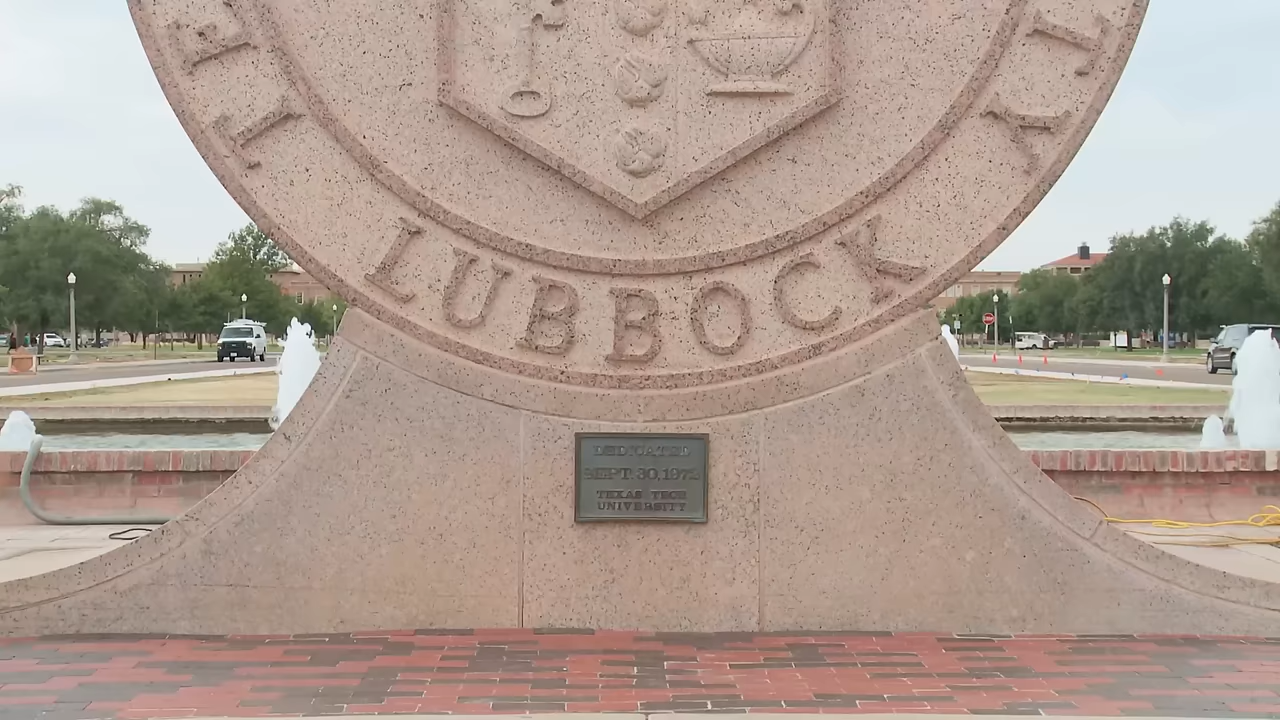 LUBBOCK
DEDICATED
SEPT. 30, 1972
TEXAS TECH
UNIVERSITY